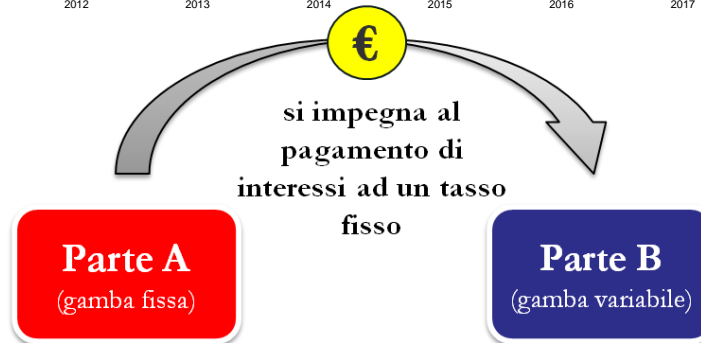 2012 2013 2014 2015 2016 2017
€
si impegna al
pagamento di
interessi ad un tasso
fisso
Parte A
(gamba fissa)
Parte B
(gamba variabile)